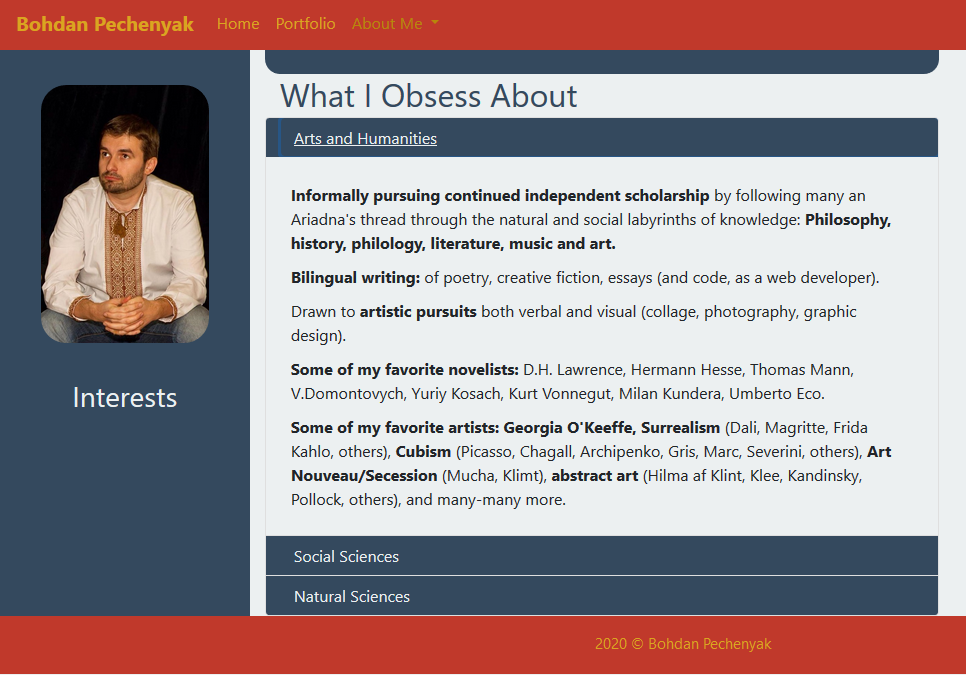 Bohdan Pechenyak Home Portfolio About Me
What I Obsess About
Arts and Humanities
Informally pursuing continued independent scholarship by following many an
Ariadna's thread through the natural and social labyrinths of knowledge: Philosophy,
history, philology, literature, music and art.
Bilingual writing: of poetry, creative fiction, essays (and code, as a web developer).
Drawn to artistic pursuits both verbal and visual (collage, photography, graphic
design).
Interests
Some of my favorite novelists: D.H. Lawrence, Hermann Hesse, Thomas Mann,
V.Domontovych, Yuriy Kosach, Kurt Vonnegut, Milan Kundera, Umberto Eco.
Some of my favorite artists: Georgia O'Keeffe, Surrealism (Dali, Magritte, Frida
Kahlo, others), Cubism (Picasso, Chagall, Archipenko, Gris, Marc, Severini, others), Art
Nouveau/Secession (Mucha, Klimt), abstract art (Hilma af Klint, Klee, Kandinsky,
Pollock, others), and many-many more.
Social Sciences
Natural Sciences
2020 © Bohdan Pechenyak